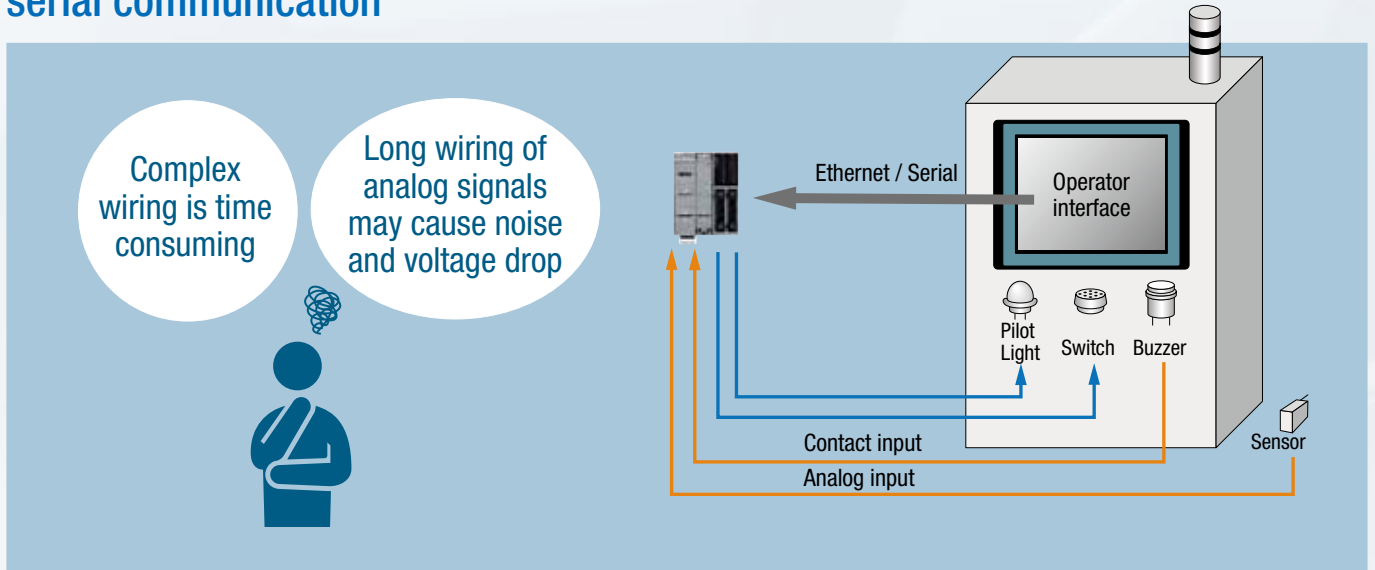 serial communication
Complex
wiring is time
consuming
Long wiring of
analog signals
may cause noise
and voltage drop
Ethernet / Serial
Operator
interface
Pilot
Light
Switch
Buzzer
Contact input
Analog input
Sensor